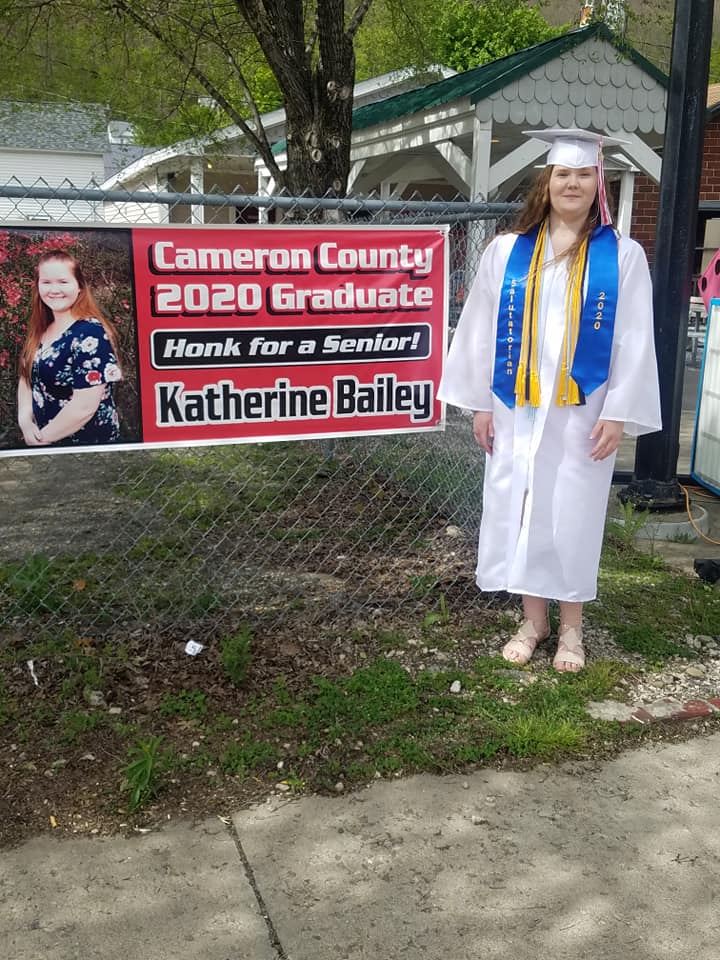 Cameron County
2020 Graduate
Honk for a Senior!
Katherine Bailey
Salutatorian
2020